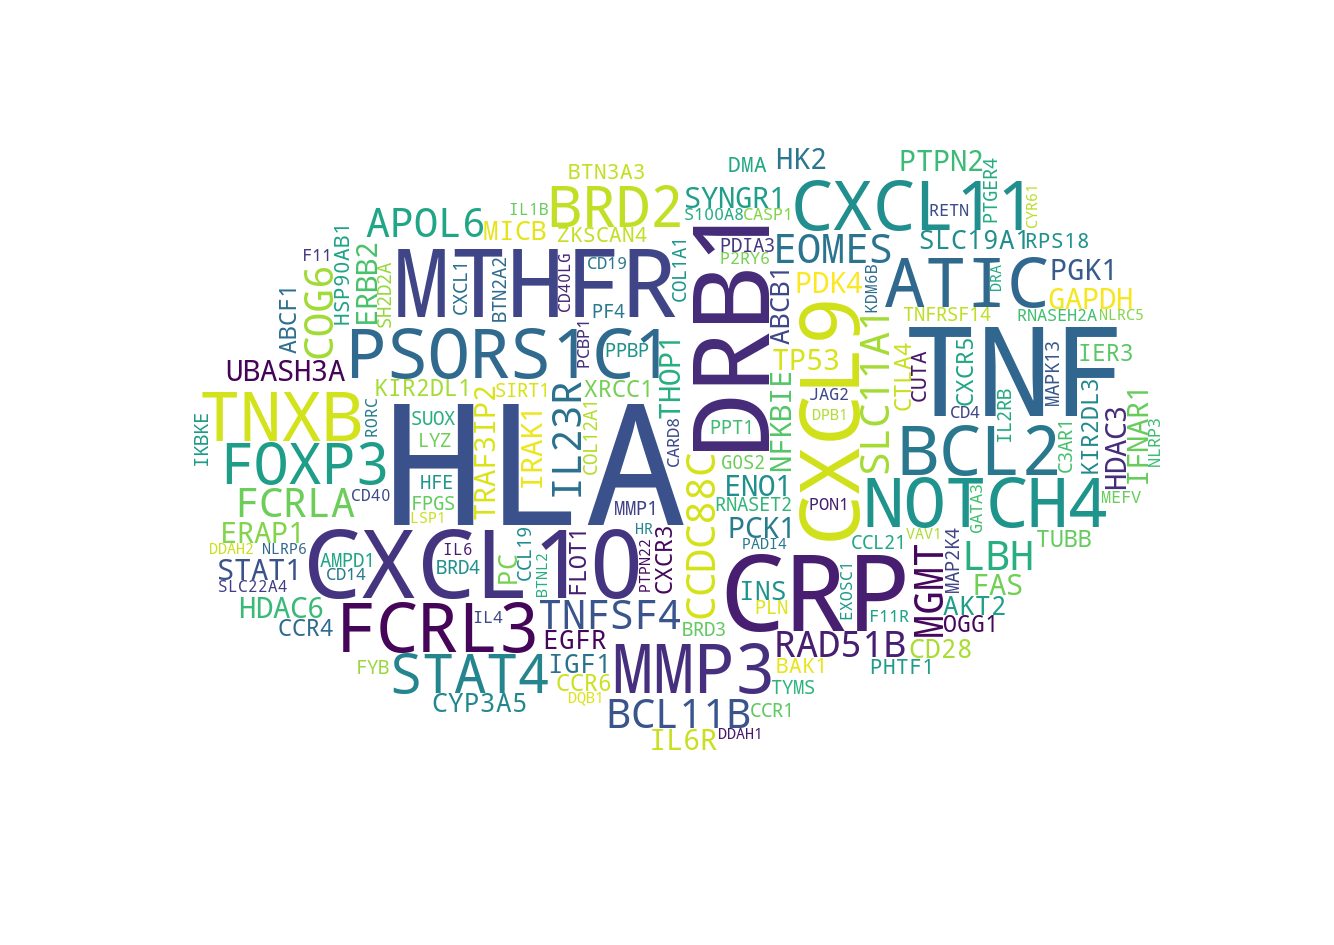 HK2
PTPN2
DMA
BTN3A3
PTGER4
SYNGR1
CXCL11
BRD2
CYR61
RETN
IL1B
S100A8
CASP1
APOL6
MICB
ZKSCAN4
DRB1
PDIA3
EOMES
SLC19A1
RPS18
HSP90AB1
F11
ERBB2
SH2D2A
MTHFR
CXCL1
BTN2A2
CD40LG
CD19
COL1A1
P2RY6
ABCB1
PDK4
KDM6B
ATIC
DRA
PGK1
GAPDH
COG6
ABCF1
PF4
TNFRSF14
RNASEH2A
NLRC5
PSORS1C1
PCBP1
PPBP
THOP1
TP53
CXCL9
SLC11A1
CTLA4
CUTA
TNF
CXCR5
MAPK13
IER3
UBASH3A
KIR2DL1
SIRT1
XRCC1
JAG2
TNXB
RORC
SUOX
HLA
TRAF3IP2
IRAK1
IL23R
COL12A1
CARD8
PPT1
NFKBIE
DPB1
CD4
IL2RB
C3AR1
KIR2DL3
HDAC3
IFNAR1
NLRP3
IKBKE
FOXP3
LYZ
BCL2
GOS2
CCDC88C
HFE
FCRLA
CD40
FPGS
LSP1
MMP1
ENO1
RNASET2
PON1
NOTCH4
GATA3
MEFV
ERAP1
HR
PCK1
VAV1
TUBB
DDAH2
NLRP6
CXCL10
IL6
PADI4
CCL21
LBH
STAT1
AMPD1
CD14
BRD4
PC
CCL19
BTNL2
FLOT1
PTPN22
CXCR3
CRP
EXOSC1
MGMT
MAP2K4
FAS
SLC22A4
HDAC6
INS
PLN
AKT2
CCR4
FCRL3
IL4
TNFSF4
F11R
OGG1
BRD3
EGFR
RAD51B
CD28
FYB
STAT4
IGF1
MMP3
BAK1
PHTF1
CCR6
TYMS
DQB1
CYP3A5
BCL11B
CCR1
IL6R
DDAH1